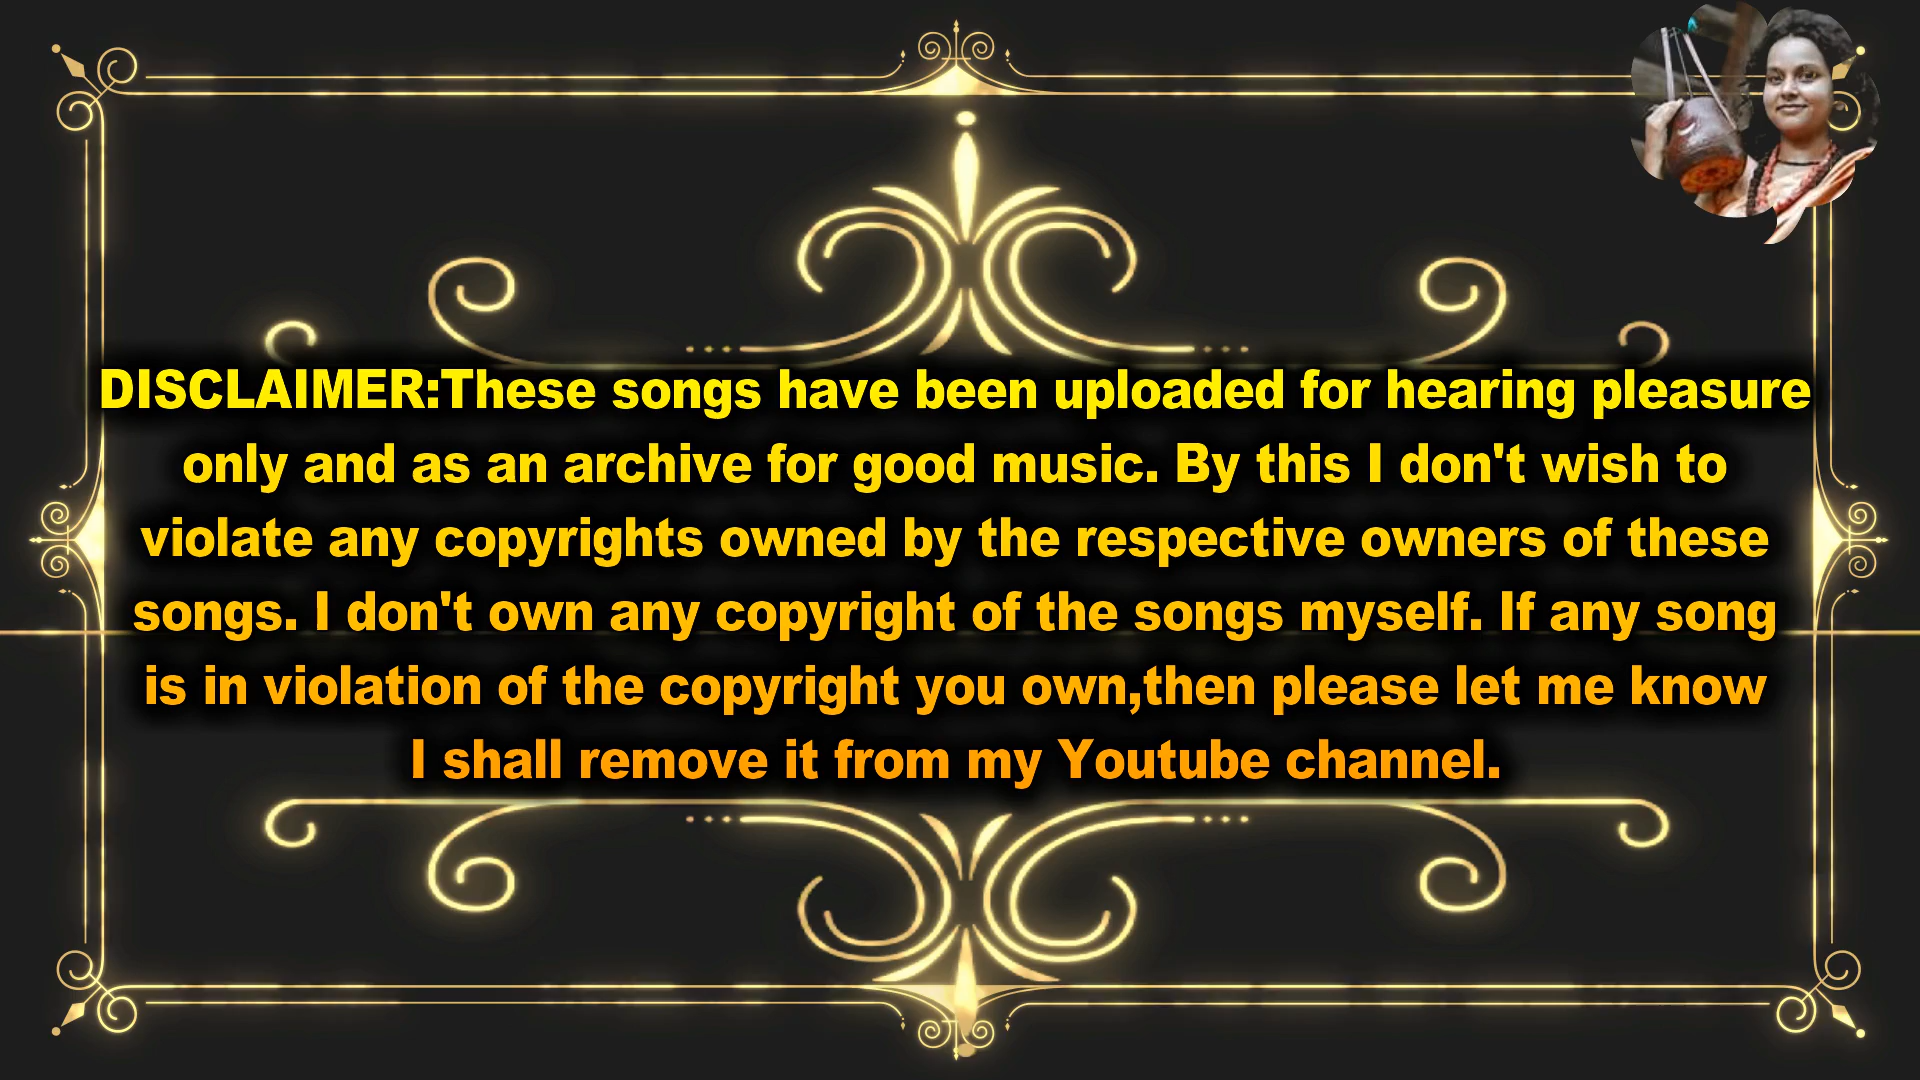 DISCLAIMER:These songs have been uploaded for hearing pleasure
only and as an archive for good music. By this I don't wish to
violate any copyrights owned by the respective owners of these
songs. I don't own any copyright of the songs myself. If any song
is in violation of the copyright you own,then please let me know
I shall remove it from my Youtube channel.